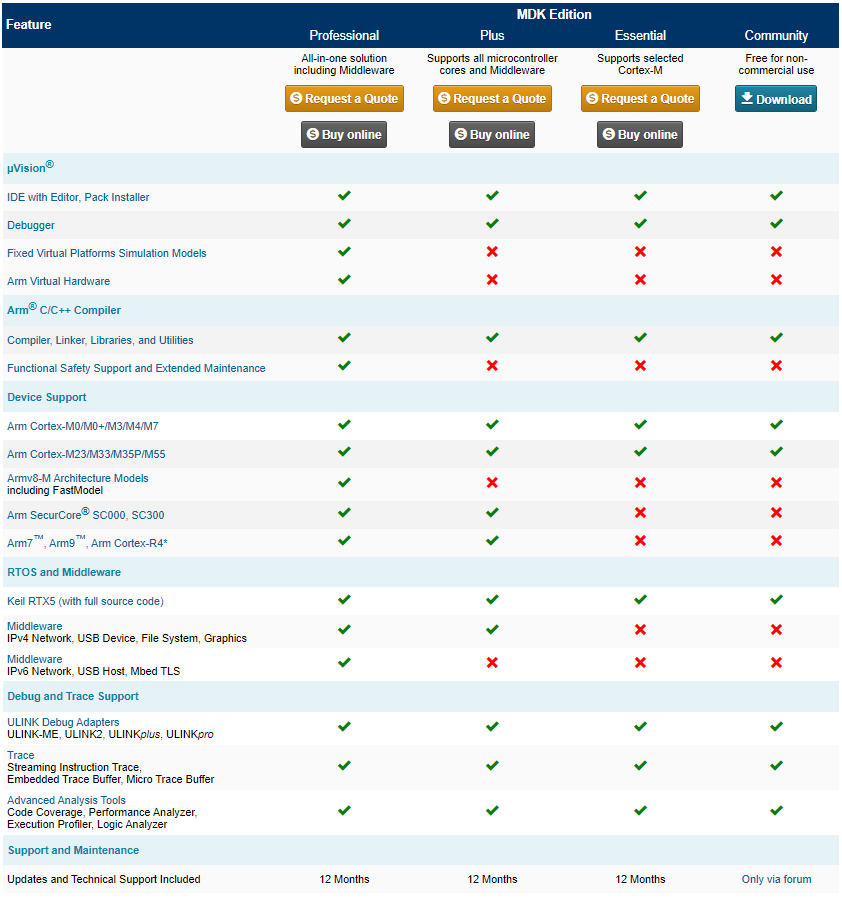 MDK Edition
Feature
Professional Plus Essential Community
All-in-one solution Supports all microcontroller Supports selected Free for non-
including Middleware cores and Middleware Cortex-M commercial use
Request a Quote Request a Quote Request a Quote Download
Buy online Buy online Buy online
µVision®
IDE with Editor, Pack Installer
Debugger
Fixed Virtual Platforms Simulation Models
Arm Virtual Hardware
Arm® C/C++ Compiler
Compiler, Linker, Libraries, and Utilities
Functional Safety Support and Extended Maintenance
Device Support
Arm Cortex-M0/M0+/M3/M4/M7
Arm Cortex-M23/M33/M35P/M55
Armv8-M Architecture Models
including FastModel
Arm SecurCore® SC000, SC300
Arm7™, Arm9™, Arm Cortex-R4*
RTOS and Middleware
Keil RTX5 (with full source code)
Middleware
IPv4 Network, USB Device, File System, Graphics
Middleware
IPv6 Network, USB Host, Mbed TLS
Debug and Trace Support
ULINK Debug Adapters
ULINK-ME, ULINK2, ULINKplus, ULINKpro
Trace
Streaming Instruction Trace,
Embedded Trace Buffer, Micro Trace Buffer
Advanced Analysis Tools
Code Coverage, Performance Analyzer,
Execution Profiler, Logic Analyzer
Support and Maintenance
Updates and Technical Support Included 12 Months 12 Months 12 Months Only via forum